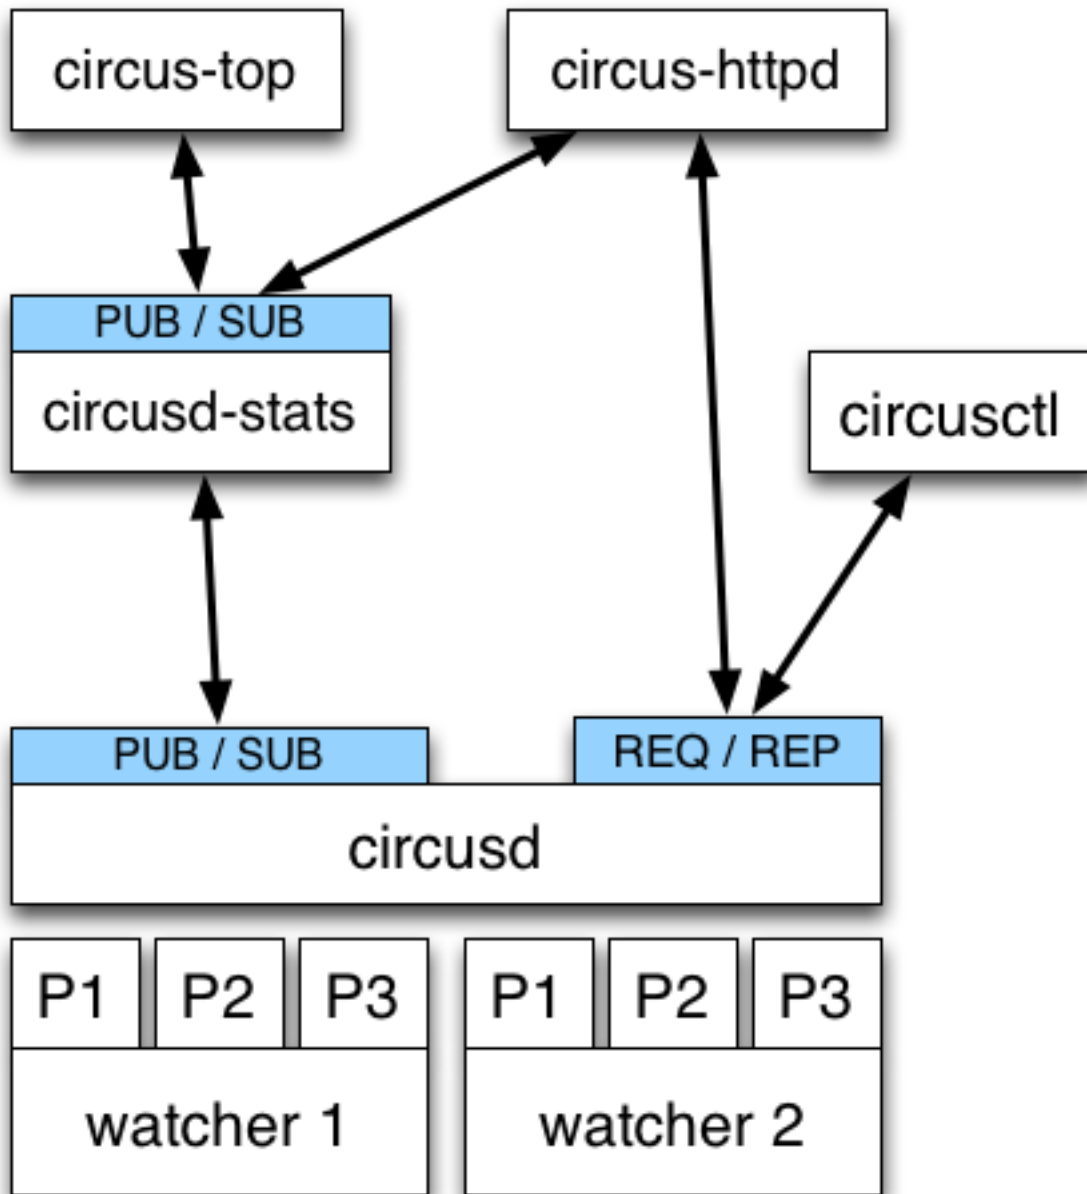 circus-top
circus-httpd
PUB / SUB
circusd-stats
circusctl
PUB / SUB
REQ / REP
circusd
P1
P2
P3
P1
P2
P3
watcher 1
watcher 2